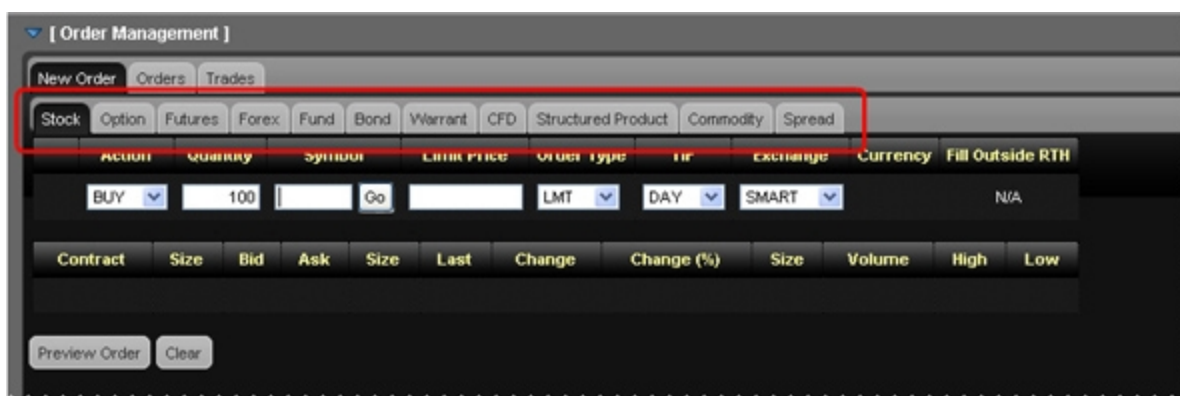 [ Order Management ]
New Order Orders Trades
Stock Option Futures Forex Fund Bond Warrant CFD Structured Product Commodity Spread
Action Quantity Symbol Limit Price Order Type TIF Exchange Currency Fill Outside RTH
BUY 100 Go LMT DAY SMART N/A
Contract Size Bid Ask Size Last Change Change (%) Size Volume High Low
Preview Order Clear